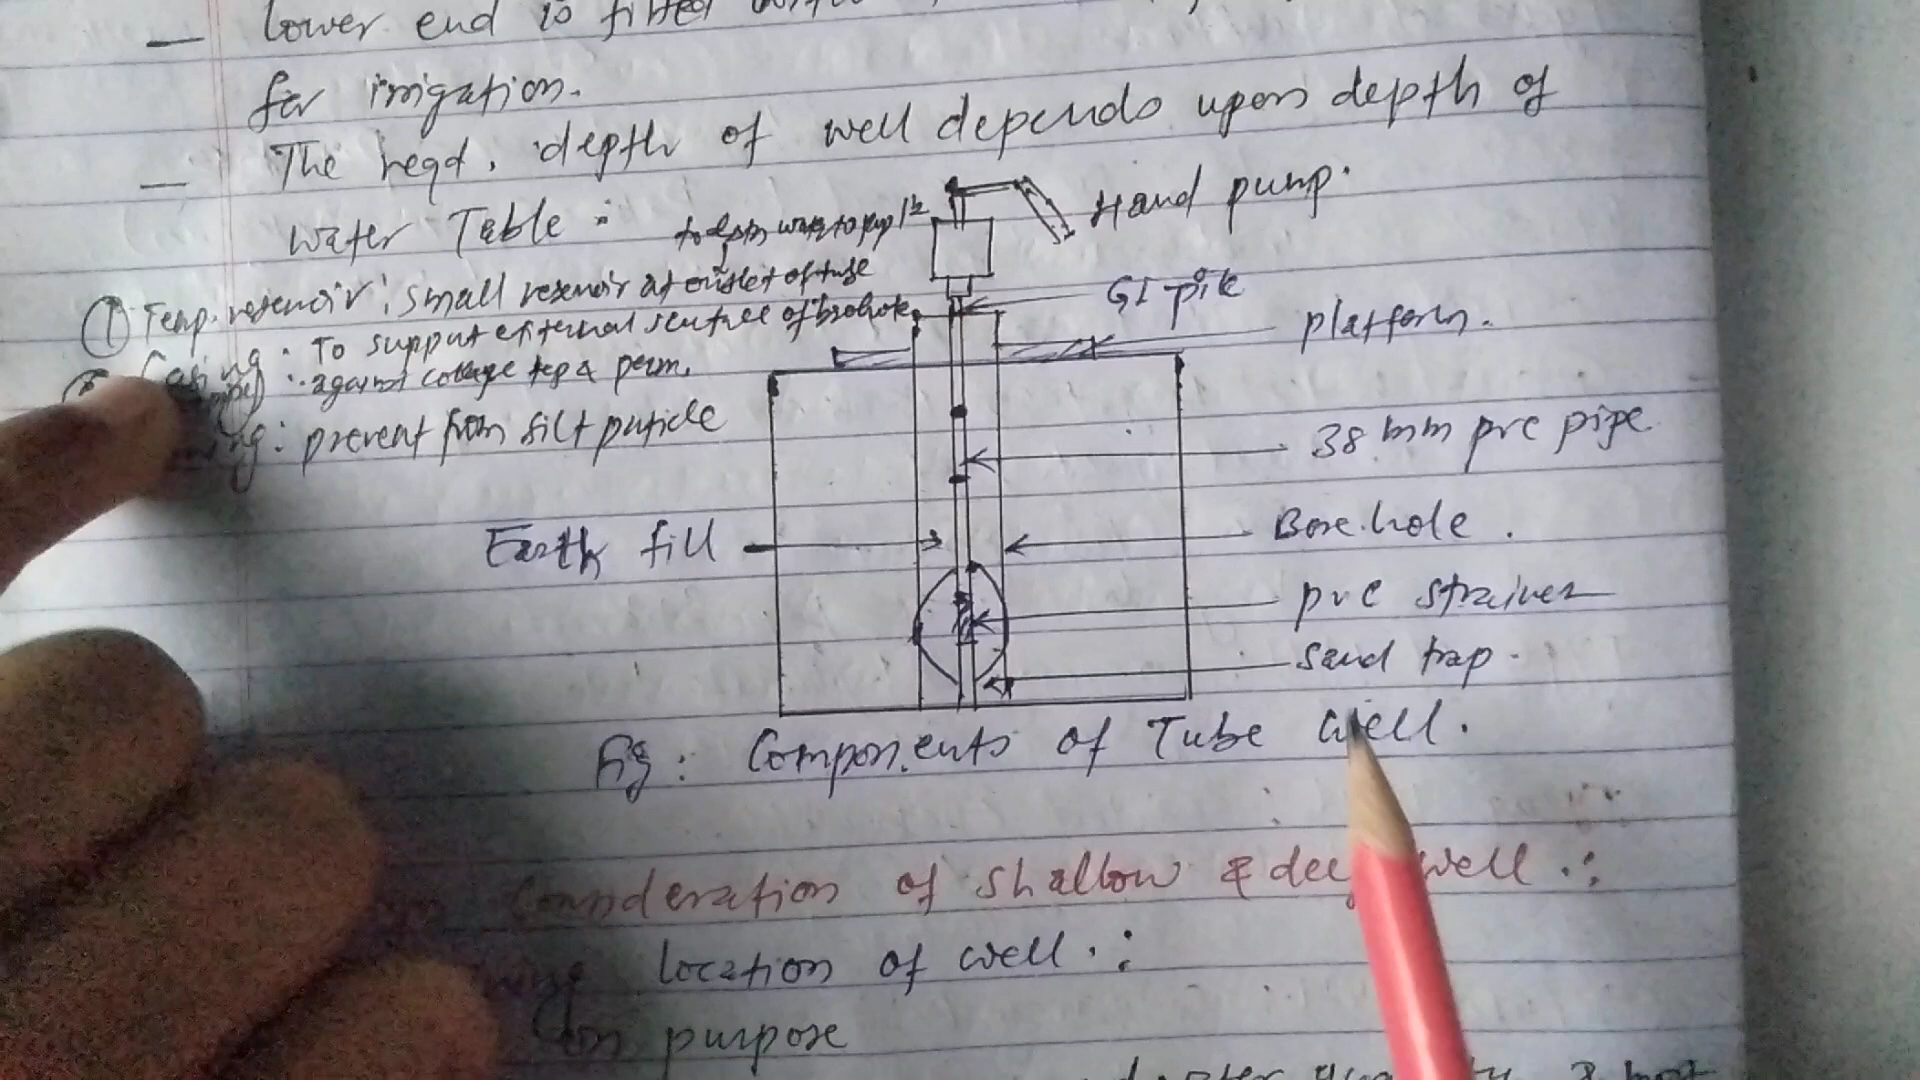 — lower end is fitted
for irrigation.
— The reqd. depth of well depends upon depth of
water Table :
Hand pump.
① Temp. reservoir : small reservoir at outlet of tube
GI pipe
: To support external surface of borehole
platform.
against collapse temp & perm.
: prevent from silt particle
38 mm pvc pipe.
Earth fill
Bore hole.
pvc strainer
sand trap.
fig : Components of Tube well.
Consideration of shallow & deep well :
location of well :
purpose